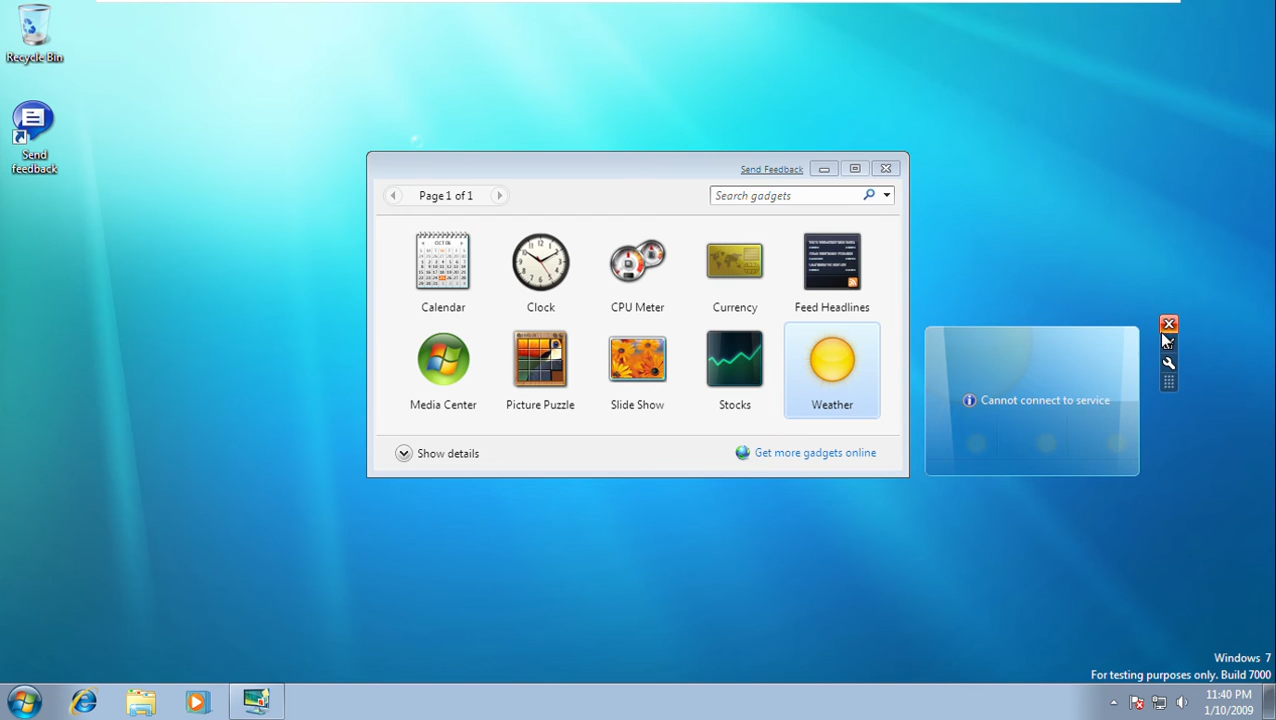 Recycle Bin
Send
feedback
Send Feedback
Page 1 of 1
Search gadgets
OCT 08
Calendar
Clock
CPU Meter
Currency
Feed Headlines
Media Center
Picture Puzzle
Slide Show
Stocks
Weather
Show details
Get more gadgets online
Cannot connect to service
Windows 7
For testing purposes only. Build 7000
11:40 PM
1/10/2009